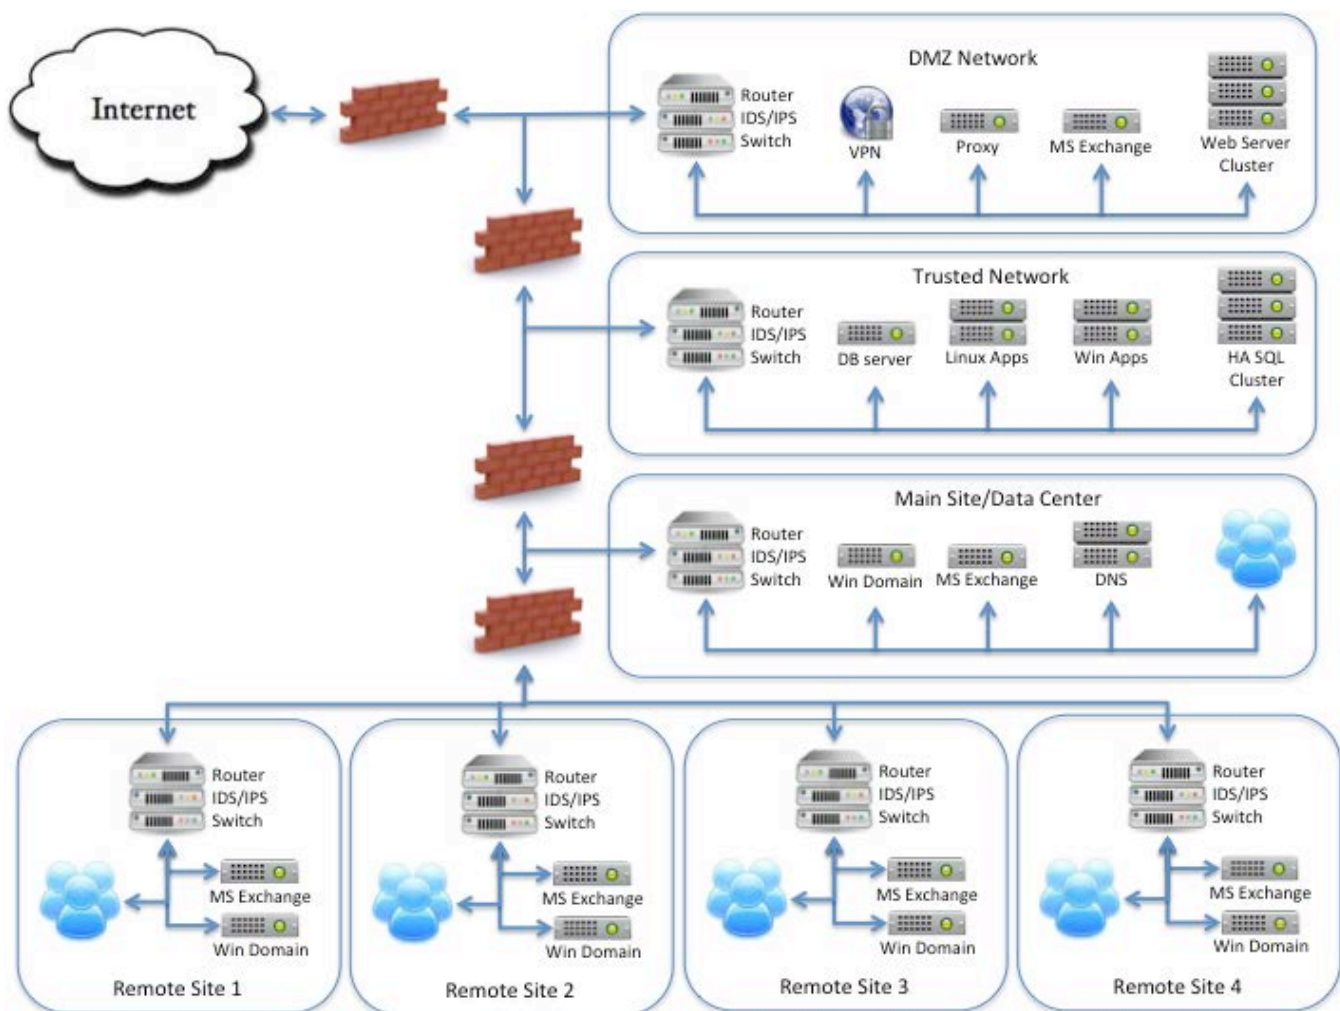 Internet
DMZ Network
Router
IDS/IPS
Switch
VPN
Proxy
MS Exchange
Web Server
Cluster
Trusted Network
Router
IDS/IPS
Switch
DB server
Linux Apps
Win Apps
HA SQL
Cluster
Main Site/Data Center
Router
IDS/IPS
Switch
Win Domain
MS Exchange
DNS
Router
IDS/IPS
Switch
MS Exchange
Win Domain
Remote Site 1
Router
IDS/IPS
Switch
MS Exchange
Win Domain
Remote Site 2
Router
IDS/IPS
Switch
MS Exchange
Win Domain
Remote Site 3
Router
IDS/IPS
Switch
MS Exchange
Win Domain
Remote Site 4